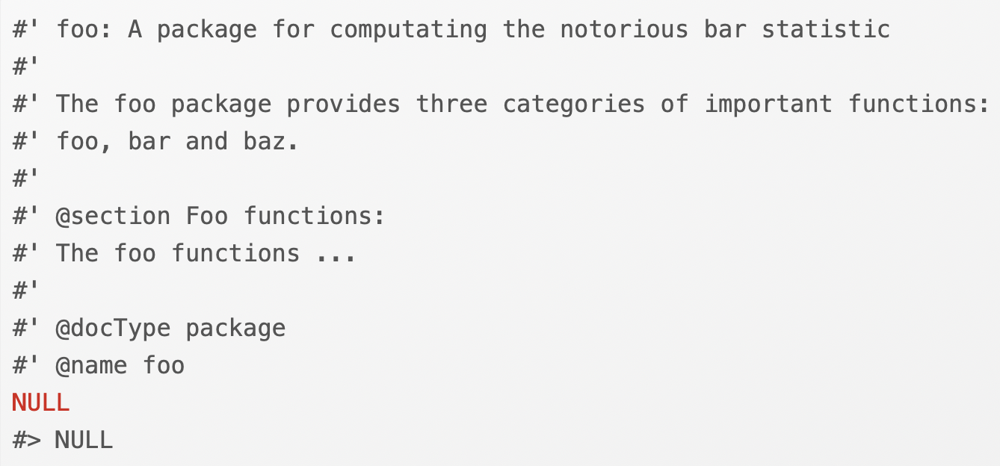 #' foo: A package for computating the notorious bar statistic
#'
#' The foo package provides three categories of important functions:
#' foo, bar and baz.
#'
#' @section Foo functions:
#' The foo functions ...
#'
#' @docType package
#' @name foo
NULL
#> NULL